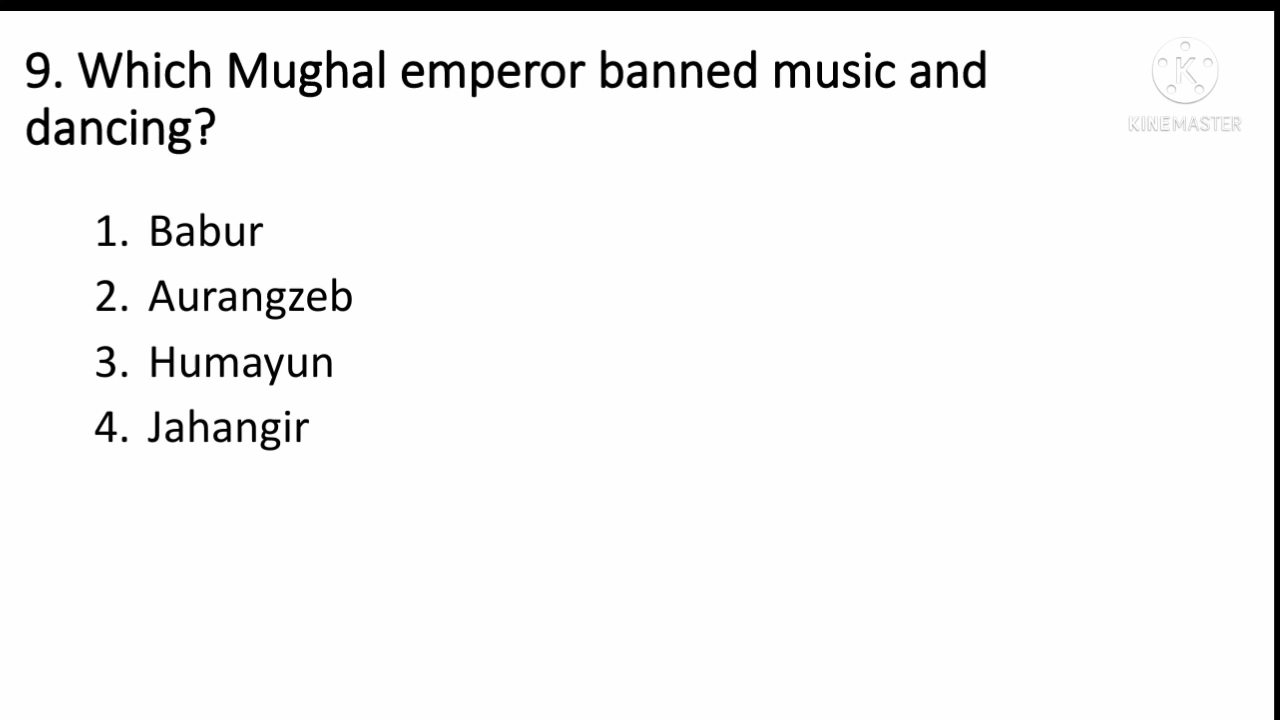 9. Which Mughal emperor banned music and
dancing?
K
KINEMASTER
1. Babur
2. Aurangzeb
3. Humayun
4. Jahangir